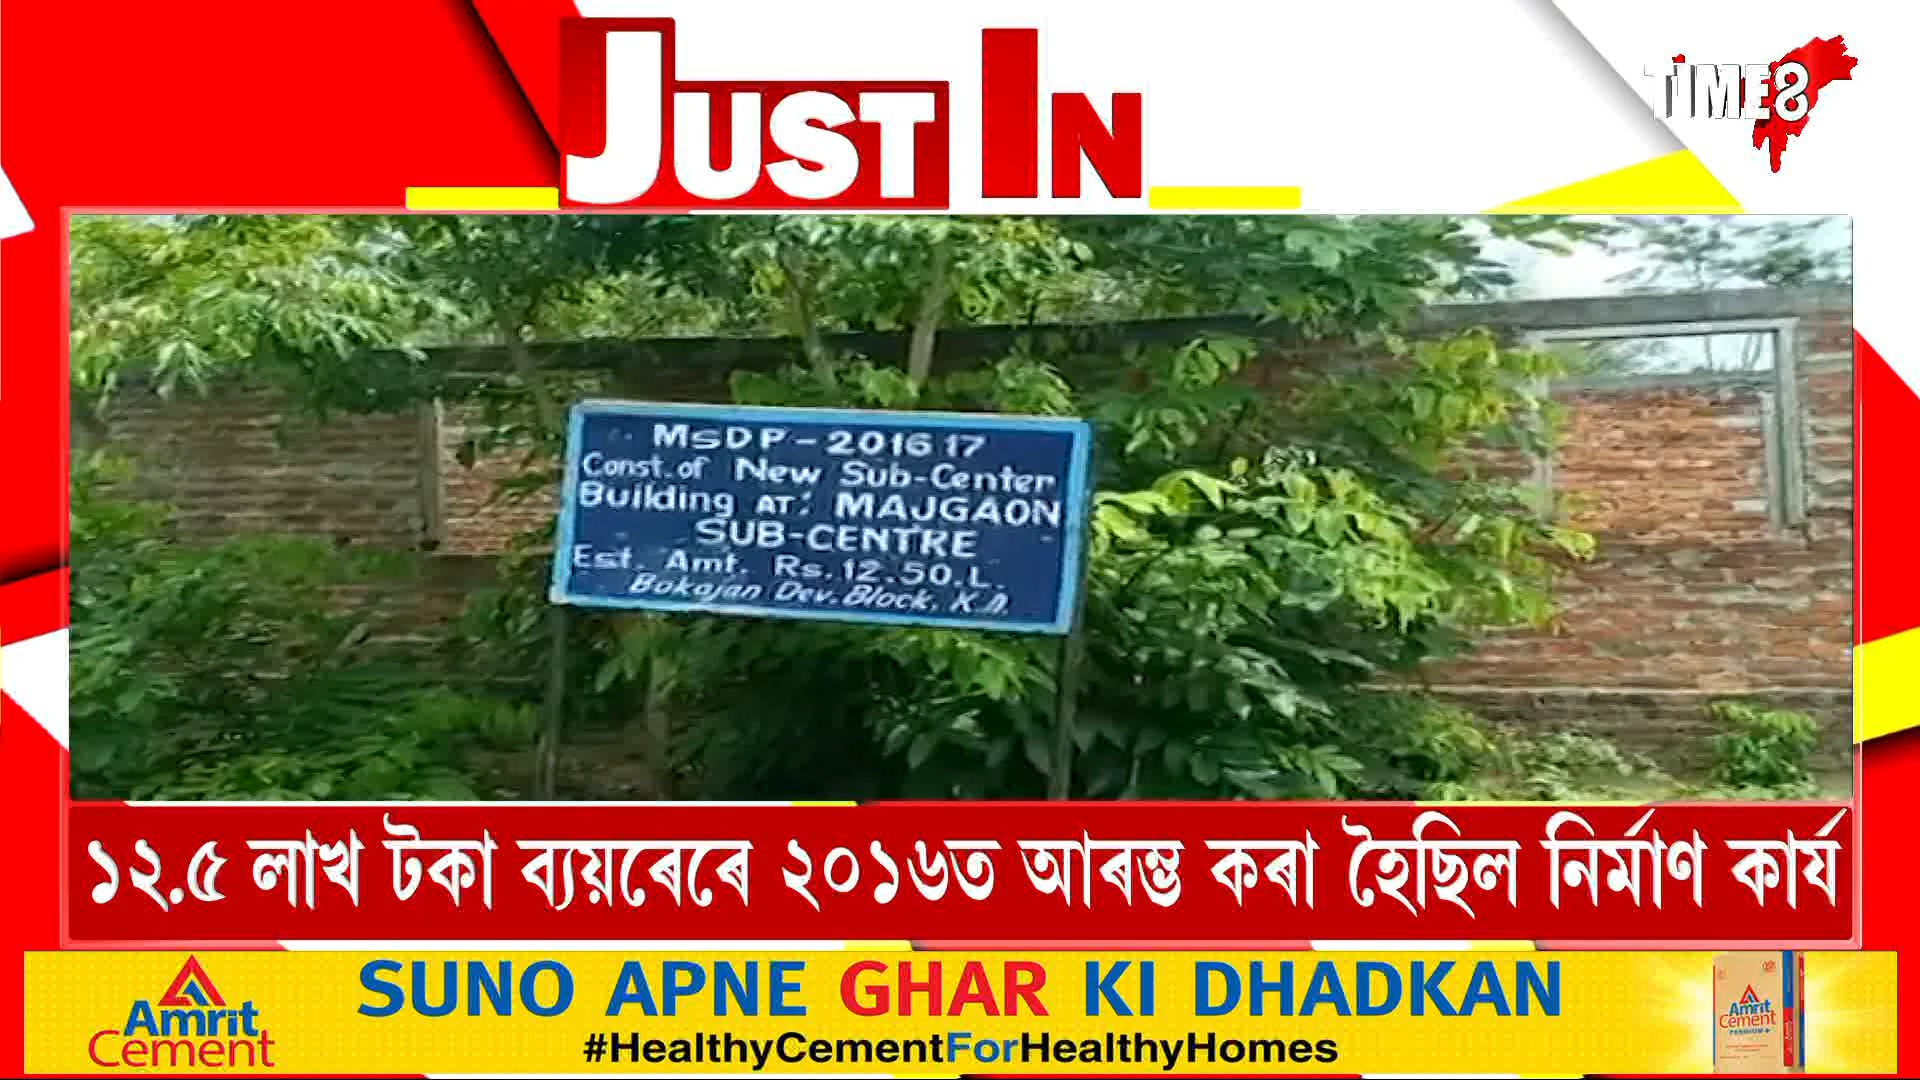 JUST IN
TIME8
MSDP-2016 17
Const. of New Sub-Center
Building AT: MAJGAON
SUB-CENTRE
Est. Amt. Rs.12.50.L.
Bokajan Dev. Block, K.A.
১২.৫ লাখ টকা ব্যয়ৰেৰে ২০১৬ত আৰম্ভ কৰা হৈছিল নিৰ্মাণ কাৰ্য
Amrit
Cement
SUNO APNE GHAR KI DHADKAN
#HealthyCementForHealthyHomes
Amrit
Cement